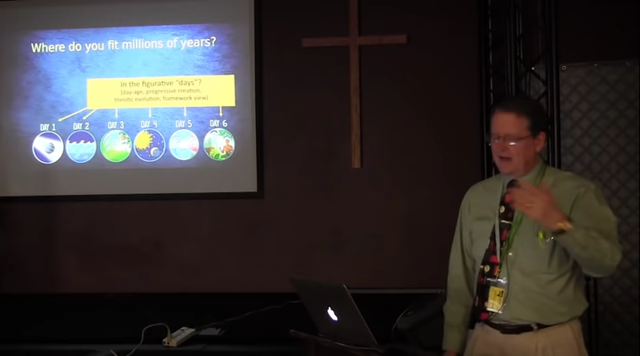 Where do you fit millions of years?
In the figurative "days"?
(day-age, progressive creation,
theistic evolution, framework view)
DAY 1 DAY 2 DAY 3 DAY 4 DAY 5 DAY 6